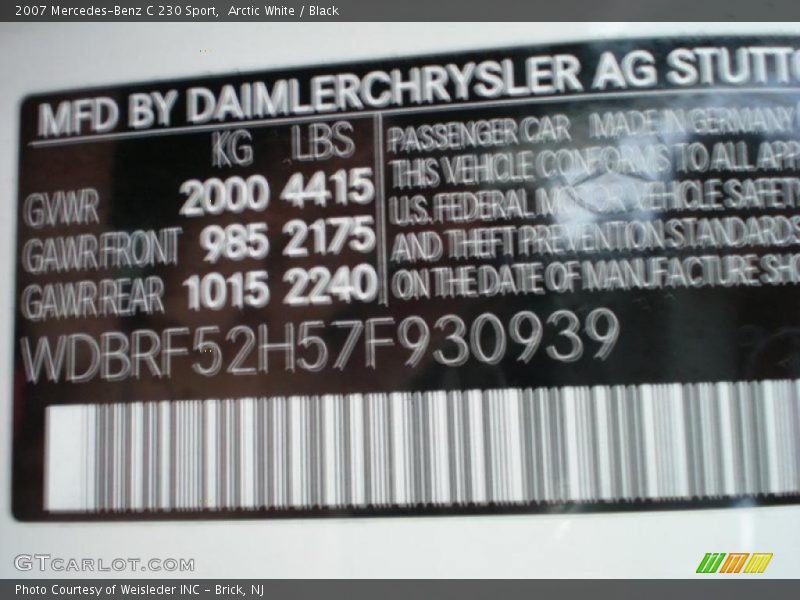 2007 Mercedes-Benz C 230 Sport, Arctic White / Black
MFD BY DAIMLERCHRYSLER AG STUTTG
KG LBS
GVWR 2000 4415
GAWR FRONT 985 2175
GAWR REAR 1015 2240
PASSENGER CAR MADE IN GERMANY
THIS VEHICLE CONFORMS TO ALL APP
U.S. FEDERAL MOTOR VEHICLE SAFETY
AND THEFT PREVENTION STANDARDS
ON THE DATE OF MANUFACTURE SHO
WDBRF52H57F930939
GTCARLOT.COM
Photo Courtesy of Weisleder INC - Brick, NJ